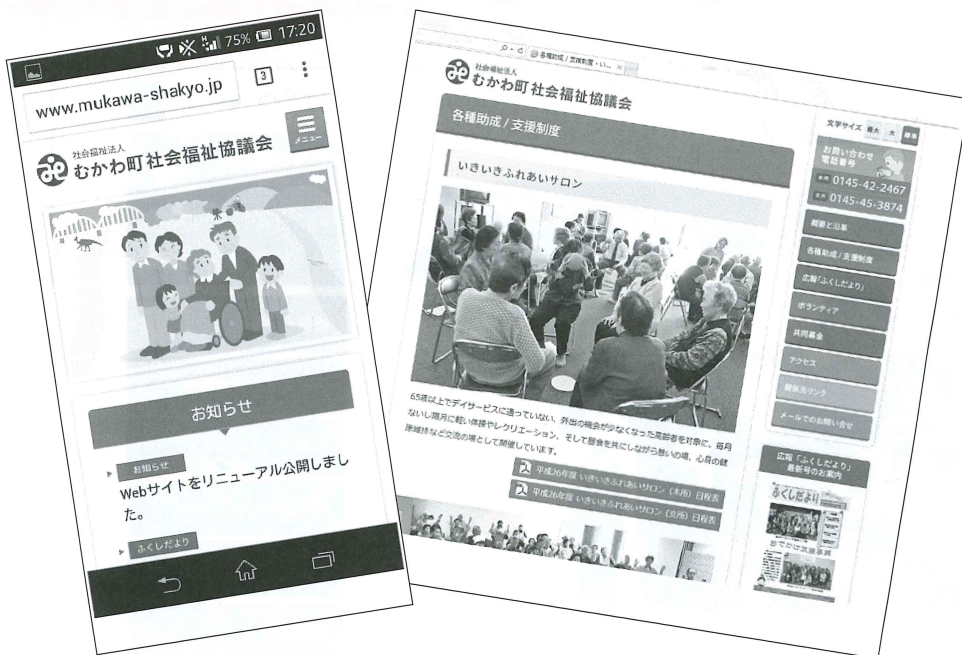 75% 17:20
www.mukawa-shakyo.jp
3
社会福祉法人
むかわ町社会福祉協議会
メニュー
お知らせ
お知らせ
Webサイトをリニューアル公開しまし
た。
ふくしだより
各種助成 / 支援制度 - い...
社会福祉法人
むかわ町社会福祉協議会
各種助成 / 支援制度
いきいきふれあいサロン
65歳以上でデイサービスに通っていない、外出の機会が少なくなった高齢者を対象に、毎月
ないし隔月に軽い体操やレクリエーション、そして昼食を共にしながら憩いの場、心身の健
康維持など交流の場として開催しています。
平成26年度 いきいきふれあいサロン (本所) 日程表
平成26年度 いきいきふれあいサロン (支所) 日程表
文字サイズ 最大 大 標準
お問い合わせ
電話番号
本所 0145-42-2467
支所 0145-45-3874
概要と沿革
各種助成 / 支援制度
広報「ふくしだより」
ボランティア
共同募金
アクセス
関係先リンク
メールでのお問い合せ
広報「ふくしだより」
最新号のお案内
ふくしだより